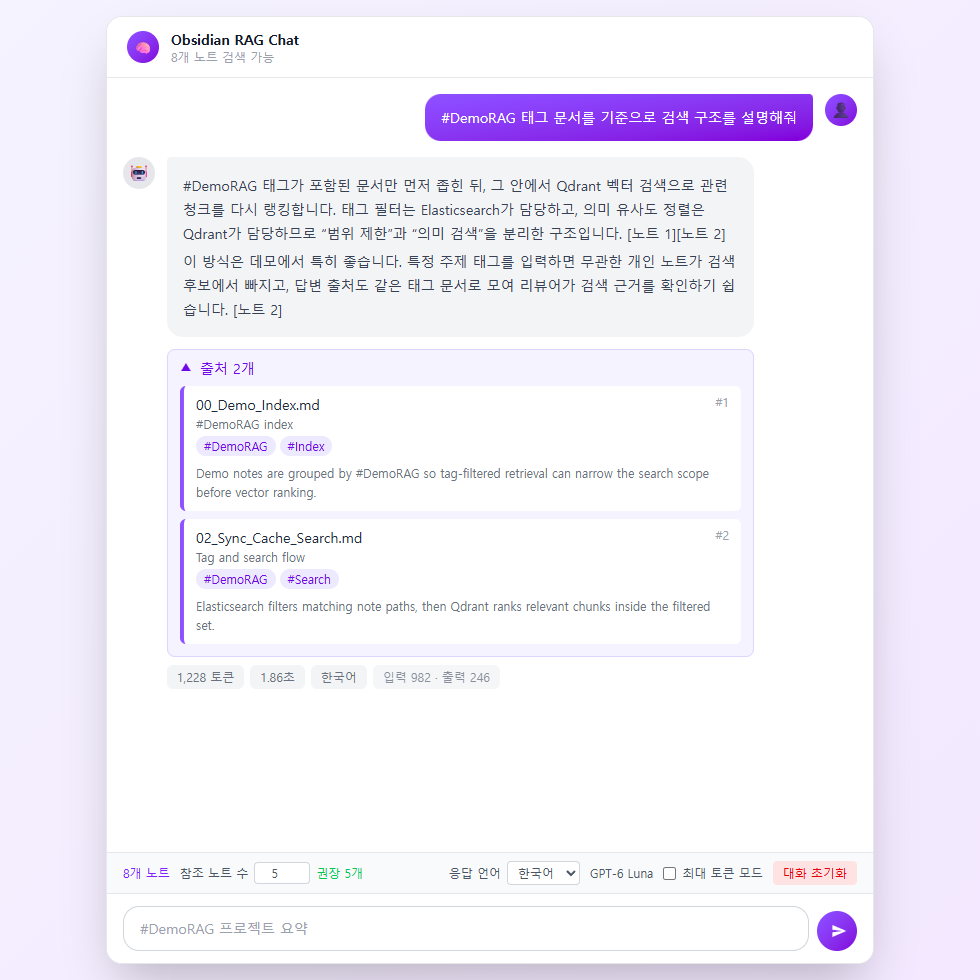 Obsidian RAG Chat
8개 노트 검색 가능
#DemoRAG 태그 문서를 기준으로 검색 구조를 설명해줘
#DemoRAG 태그가 포함된 문서만 먼저 좁힌 뒤, 그 안에서 Qdrant 벡터 검색으로 관련
청크를 다시 랭킹합니다. 태그 필터는 Elasticsearch가 담당하고, 의미 유사도 정렬은
Qdrant가 담당하므로 “범위 제한”과 “의미 검색”을 분리한 구조입니다. [노트 1][노트 2]
이 방식은 데모에서 특히 좋습니다. 특정 주제 태그를 입력하면 무관한 개인 노트가 검색
후보에서 빠지고, 답변 출처도 같은 태그 문서로 모여 리뷰어가 검색 근거를 확인하기 쉽
습니다. [노트 2]
▲ 출처 2개
00_Demo_Index.md #1
#DemoRAG index
#DemoRAG #Index
Demo notes are grouped by #DemoRAG so tag-filtered retrieval can narrow the search scope
before vector ranking.
02_Sync_Cache_Search.md #2
Tag and search flow
#DemoRAG #Search
Elasticsearch filters matching note paths, then Qdrant ranks relevant chunks inside the filtered
set.
1,228 토큰 1.86초 한국어 입력 982 · 출력 246
8개 노트 참조 노트 수 5 권장 5개 응답 언어 한국어 GPT-6 Luna 최대 토큰 모드 대화 초기화
#DemoRAG 프로젝트 요약